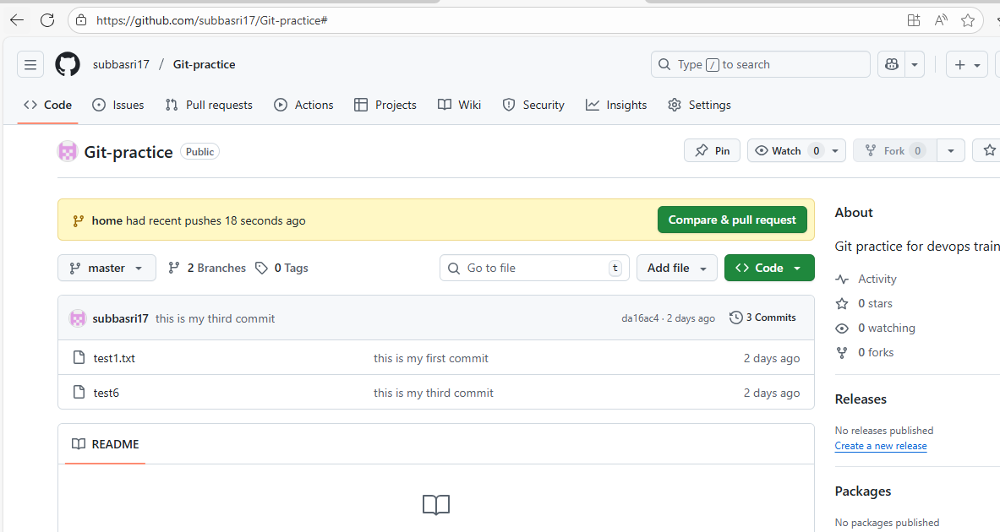 https://github.com/subbasri17/Git-practice#
subbasri17 / Git-practice
Type / to search
Code Issues Pull requests Actions Projects Wiki Security Insights Settings
Git-practice Public
Pin Watch 0 Fork 0
home had recent pushes 18 seconds ago Compare & pull request
master 2 Branches 0 Tags Go to file t Add file Code
subbasri17 this is my third commit da16ac4 · 2 days ago 3 Commits
test1.txt this is my first commit 2 days ago
test6 this is my third commit 2 days ago
README
About
Git practice for devops train
Activity
0 stars
0 watching
0 forks
Releases
No releases published
Create a new release
Packages
No packages published